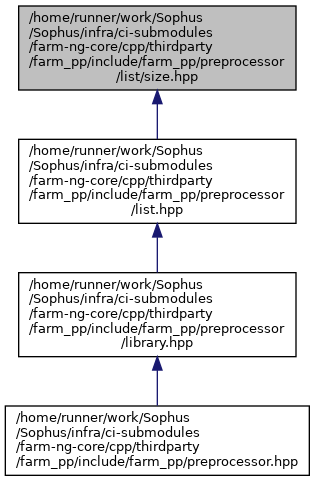 /home/runner/work/Sophus
/Sophus/infra/ci-submodules
/farm-ng-core/cpp/thirdparty
/farm_pp/include/farm_pp/preprocessor
/list/size.hpp
/home/runner/work/Sophus
/Sophus/infra/ci-submodules
/farm-ng-core/cpp/thirdparty
/farm_pp/include/farm_pp/preprocessor
/list.hpp
/home/runner/work/Sophus
/Sophus/infra/ci-submodules
/farm-ng-core/cpp/thirdparty
/farm_pp/include/farm_pp/preprocessor
/library.hpp
/home/runner/work/Sophus
/Sophus/infra/ci-submodules
/farm-ng-core/cpp/thirdparty
/farm_pp/include/farm_pp/preprocessor.hpp